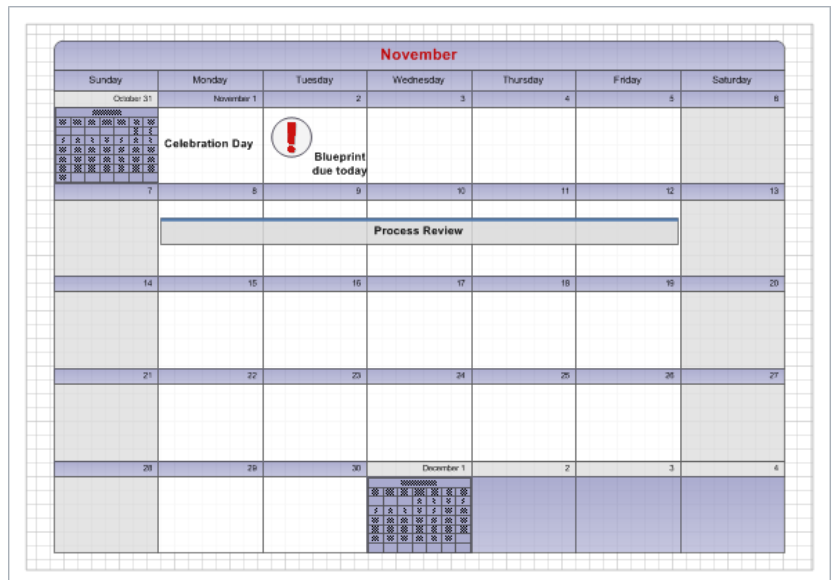 November
Sunday Monday Tuesday Wednesday Thursday Friday Saturday
October 31 November 1 2 3 4 5 6
Celebration Day
Blueprint
due today
7 8 9 10 11 12 13
Process Review
14 15 16 17 18 19 20
21 22 23 24 25 26 27
28 29 30 December 1 2 3 4